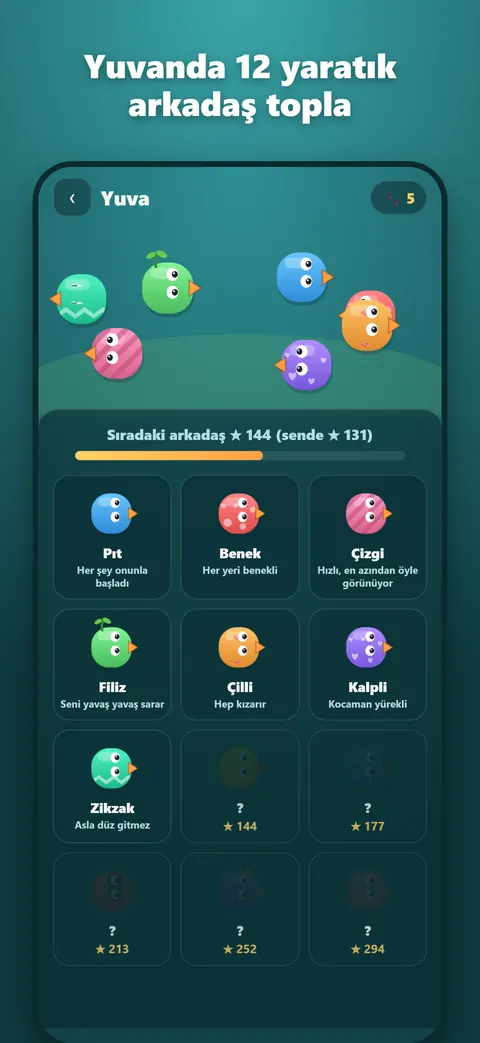 Yuvanda 12 yaratık
arkadaş topla
‹ Yuva 5
Sıradaki arkadaş ★ 144 (sende ★ 131)
Pıt
Her şey onunla
başladı
Benek
Her yeri benekli
Çizgi
Hızlı, en azından öyle
görünüyor
Filiz
Seni yavaş yavaş sarar
Çilli
Hep kızarır
Kalpli
Kocaman yürekli
Zikzak
Asla düz gitmez
?
★ 144
?
★ 177
?
★ 213
?
★ 252
?
★ 294